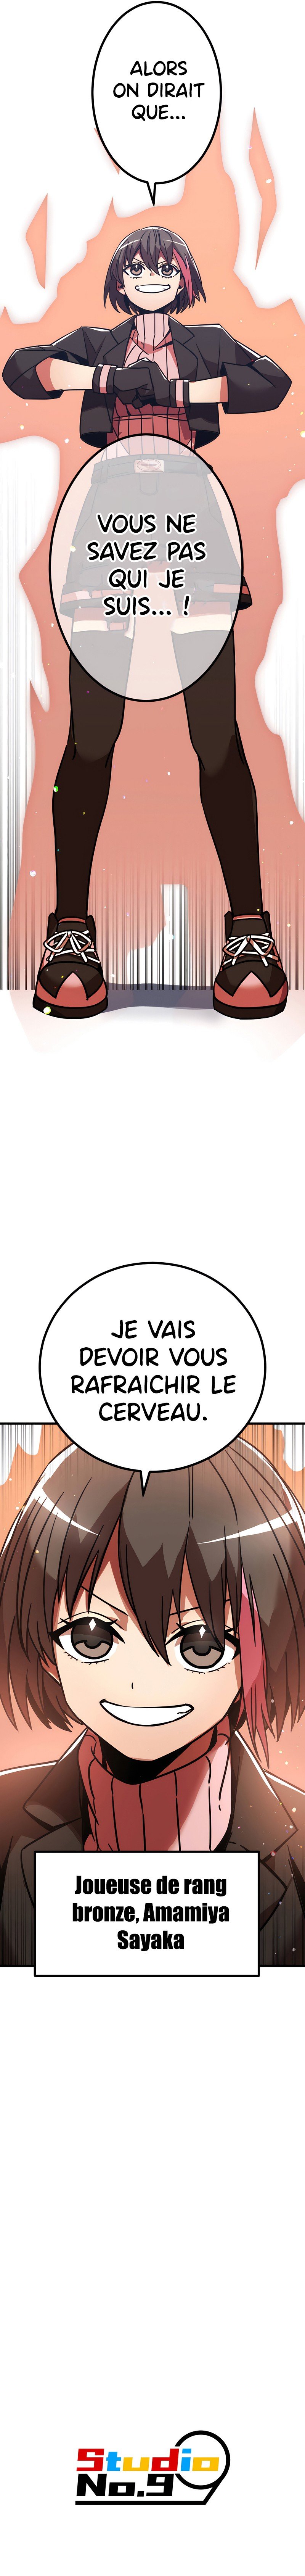 ALORS
ON DIRAIT
QUE...
VOUS NE
SAVEZ PAS
QUI JE
SUIS... !
JE VAIS
DEVOIR VOUS
RAFRAICHIR LE
CERVEAU.
Joueuse de rang
bronze, Amamiya
Sayaka
Studio
No.9